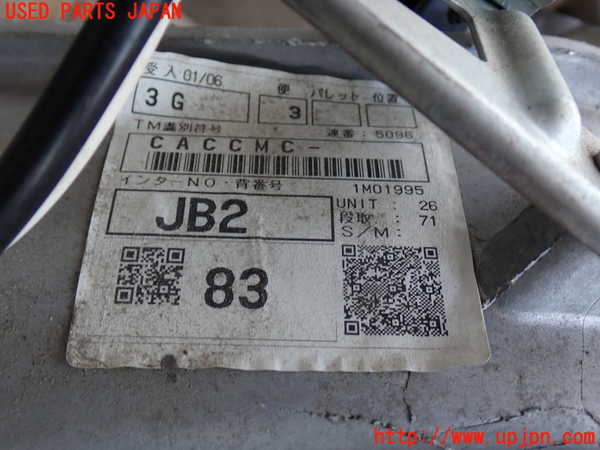 USED PARTS JAPAN
受入 01/06
3G
便 パレット 位置
3
TM識別符号
連番: 5096
CACCMC-
インターNO・背番号
1M01995
JB2
UNIT : 26
段取 : 71
S/M:
83
https://www.upjpn.com/